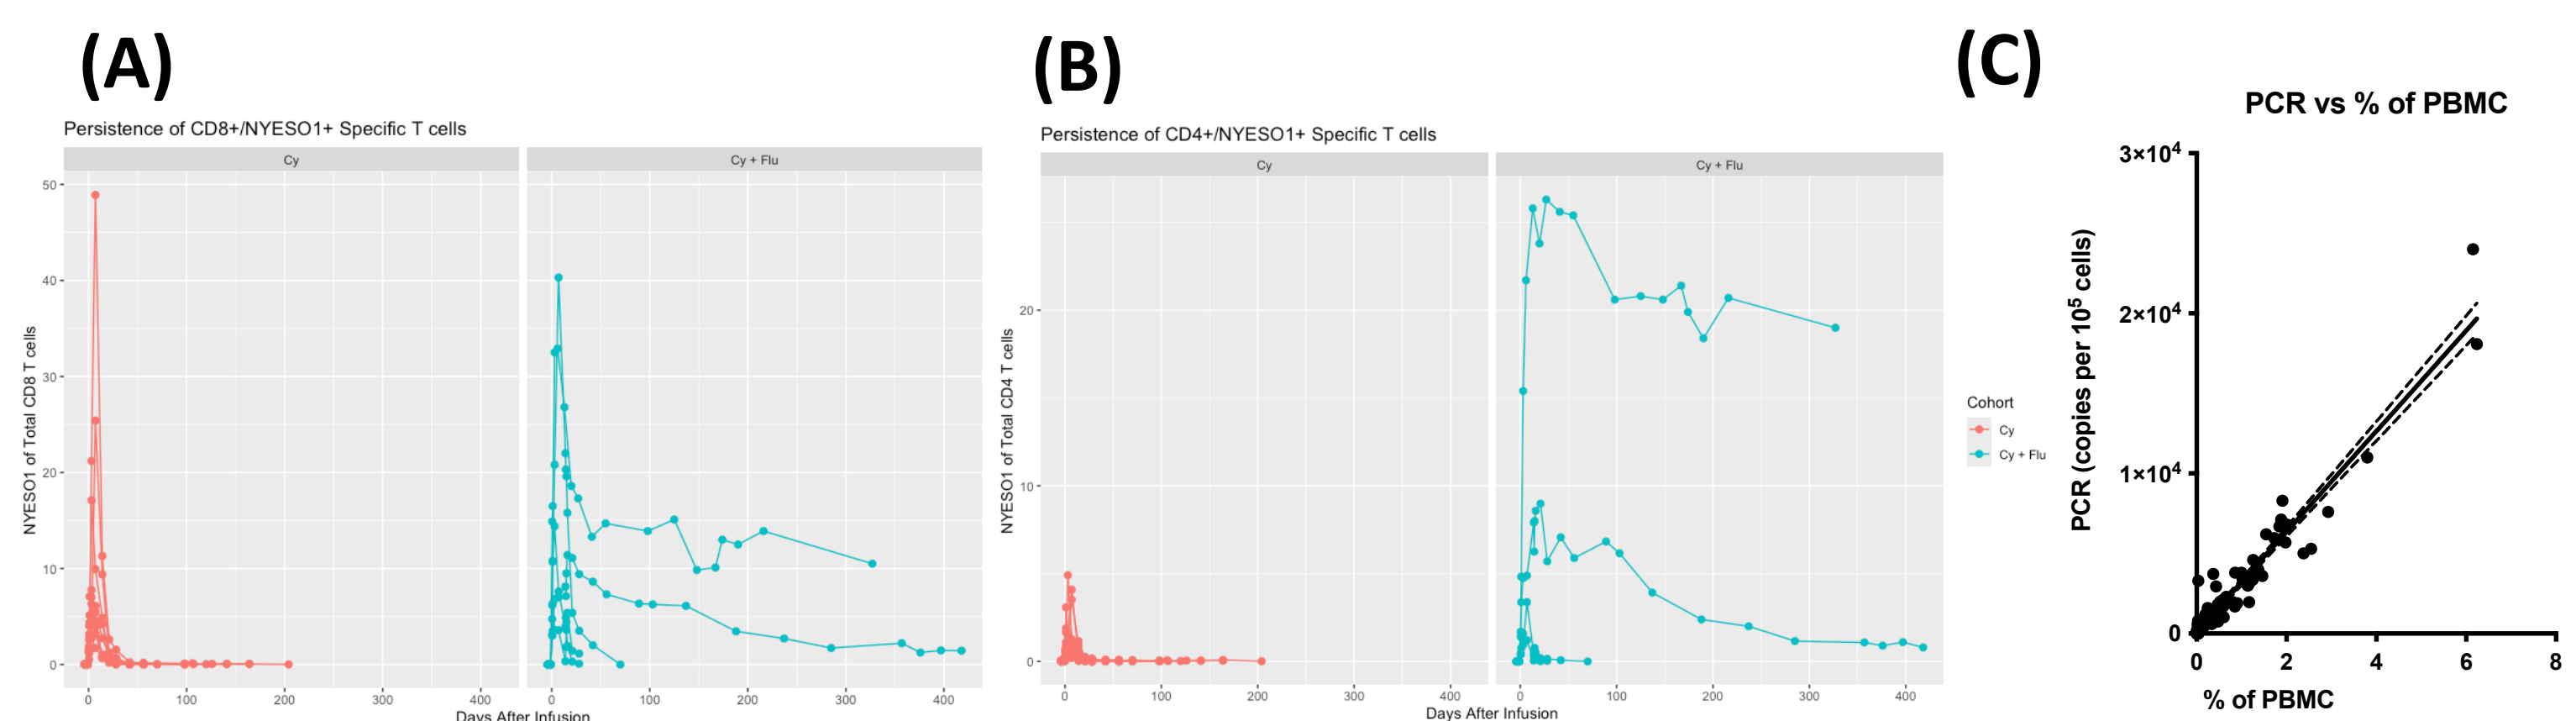 (A)
Persistence of CD8+/NYESO1+ Specific T cells
Cy
Cy + Flu
NYESO1 of Total CD8 T cells
50
40
30
20
10
0
0 100 200 300 400
0 100 200 300 400
Days After Infusion
(B)
Persistence of CD4+/NYESO1+ Specific T cells
Cy
Cy + Flu
NYESO1 of Total CD4 T cells
20
10
0
0 100 200 300 400
0 100 200 300 400
Days After Infusion
Cohort
Cy
Cy + Flu
(C)
PCR vs % of PBMC
PCR (copies per 10⁵ cells)
3×10⁴
2×10⁴
1×10⁴
0
0 2 4 6 8
% of PBMC